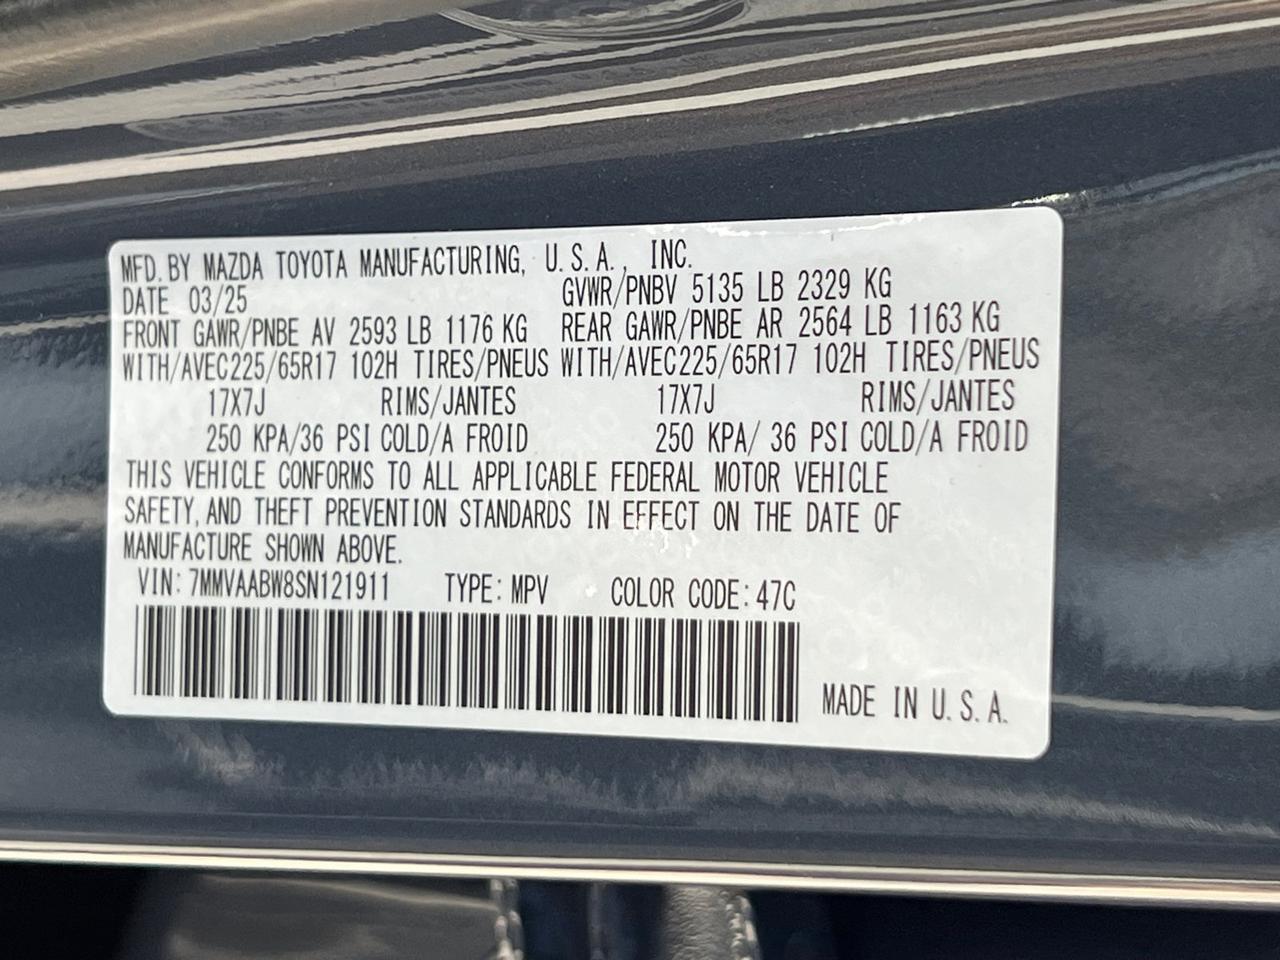 MFD. BY MAZDA TOYOTA MANUFACTURING, U.S.A., INC.
DATE 03/25 GVWR/PNBV 5135 LB 2329 KG
FRONT GAWR/PNBE AV 2593 LB 1176 KG REAR GAWR/PNBE AR 2564 LB 1163 KG
WITH/AVEC225/65R17 102H TIRES/PNEUS WITH/AVEC225/65R17 102H TIRES/PNEUS
17X7J RIMS/JANTES 17X7J RIMS/JANTES
250 KPA/36 PSI COLD/A FROID 250 KPA/ 36 PSI COLD/A FROID
THIS VEHICLE CONFORMS TO ALL APPLICABLE FEDERAL MOTOR VEHICLE
SAFETY, AND THEFT PREVENTION STANDARDS IN EFFECT ON THE DATE OF
MANUFACTURE SHOWN ABOVE.
VIN: 7MMVAABW8SN121911 TYPE: MPV COLOR CODE: 47C
MADE IN U.S.A.